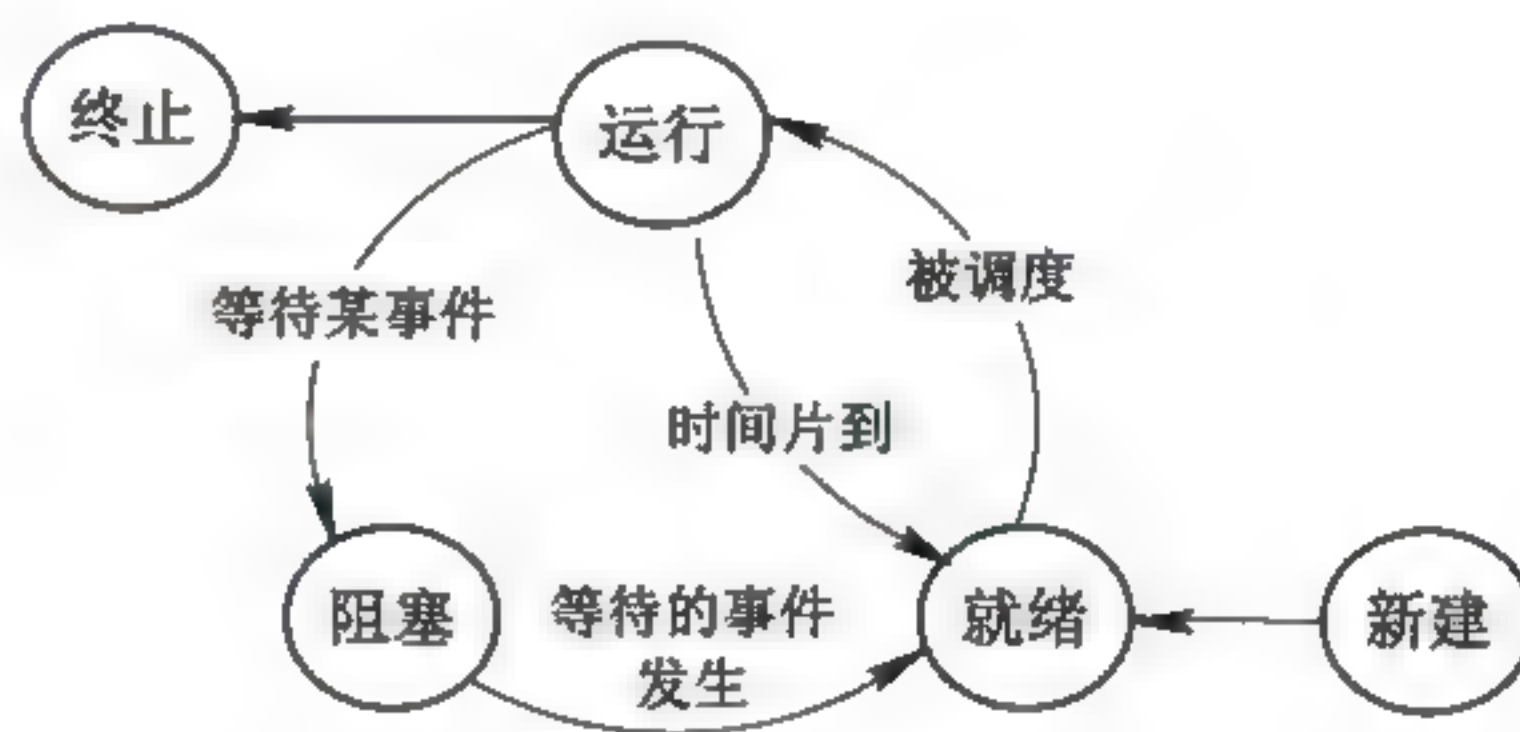 终止
运行
被调度
等待某事件
时间片到
阻塞
等待的事件
发生
就绪
新建